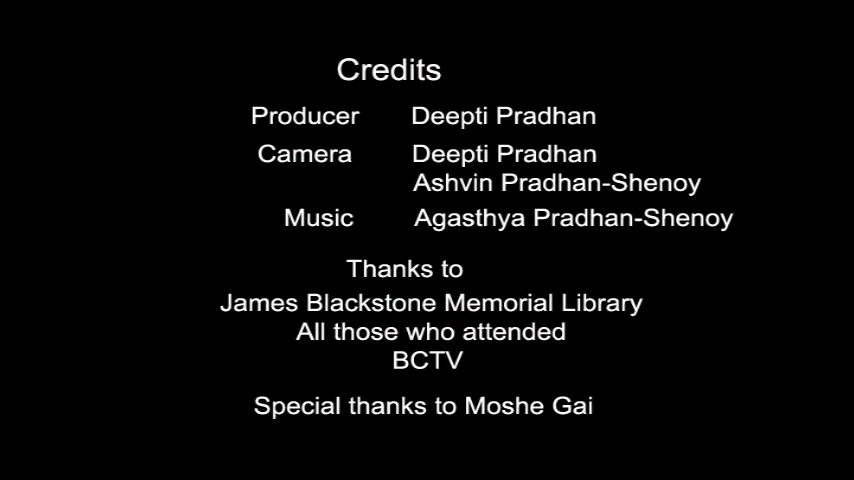 Credits
Producer Deepti Pradhan
Camera Deepti Pradhan
Ashvin Pradhan-Shenoy
Music Agasthya Pradhan-Shenoy
Thanks to
James Blackstone Memorial Library
All those who attended
BCTV
Special thanks to Moshe Gai